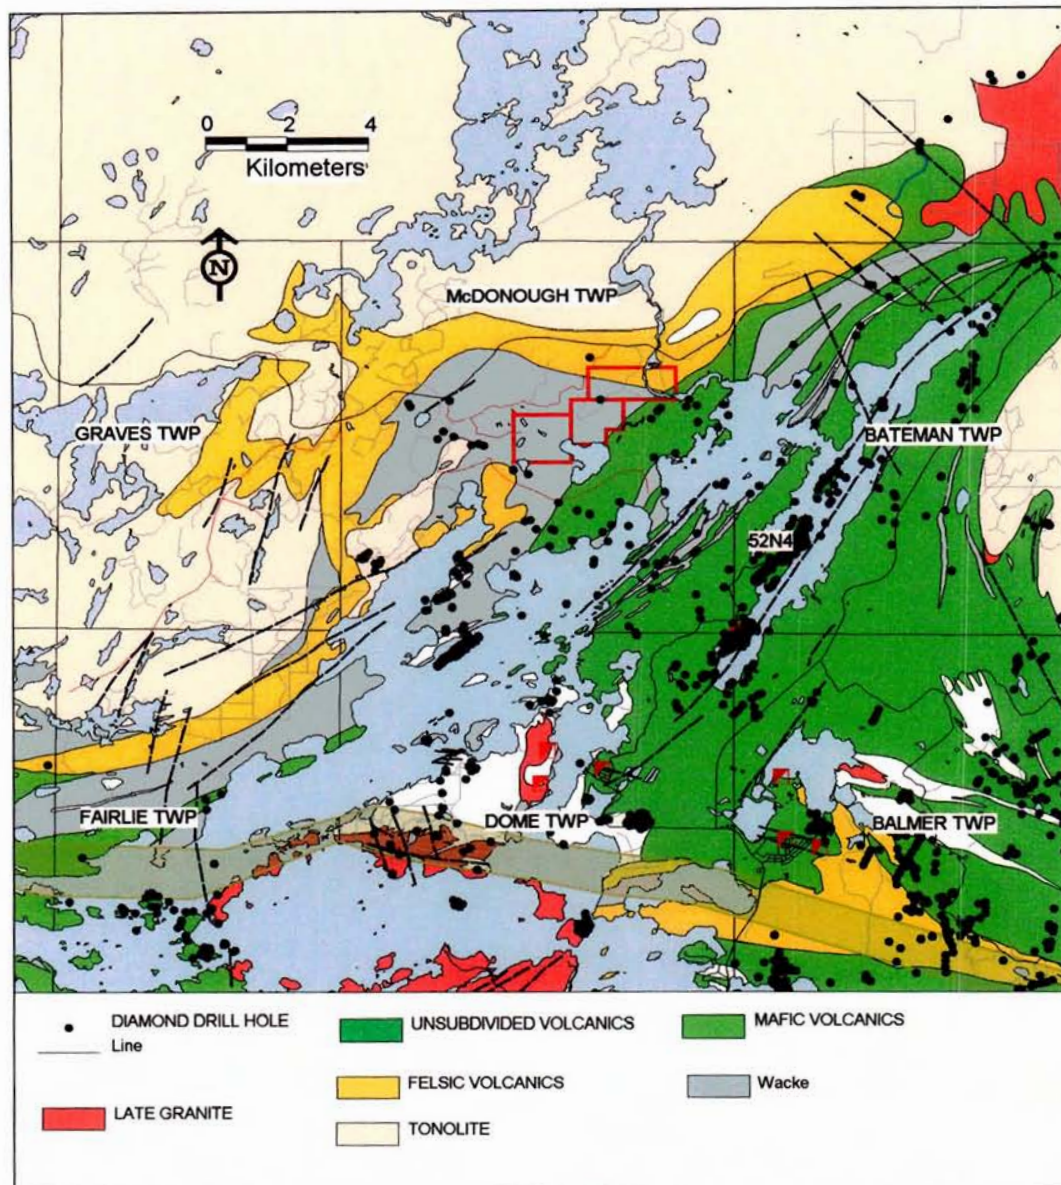 0 2 4
Kilometers
N
McDONOUGH TWP
GRAVES TWP
BATEMAN TWP
52N4
FAIRLIE TWP
DOME TWP
BALMER TWP
DIAMOND DRILL HOLE
Line
LATE GRANITE
UNSUBDIVIDED VOLCANICS
FELSIC VOLCANICS
TONOLITE
MAFIC VOLCANICS
Wacke